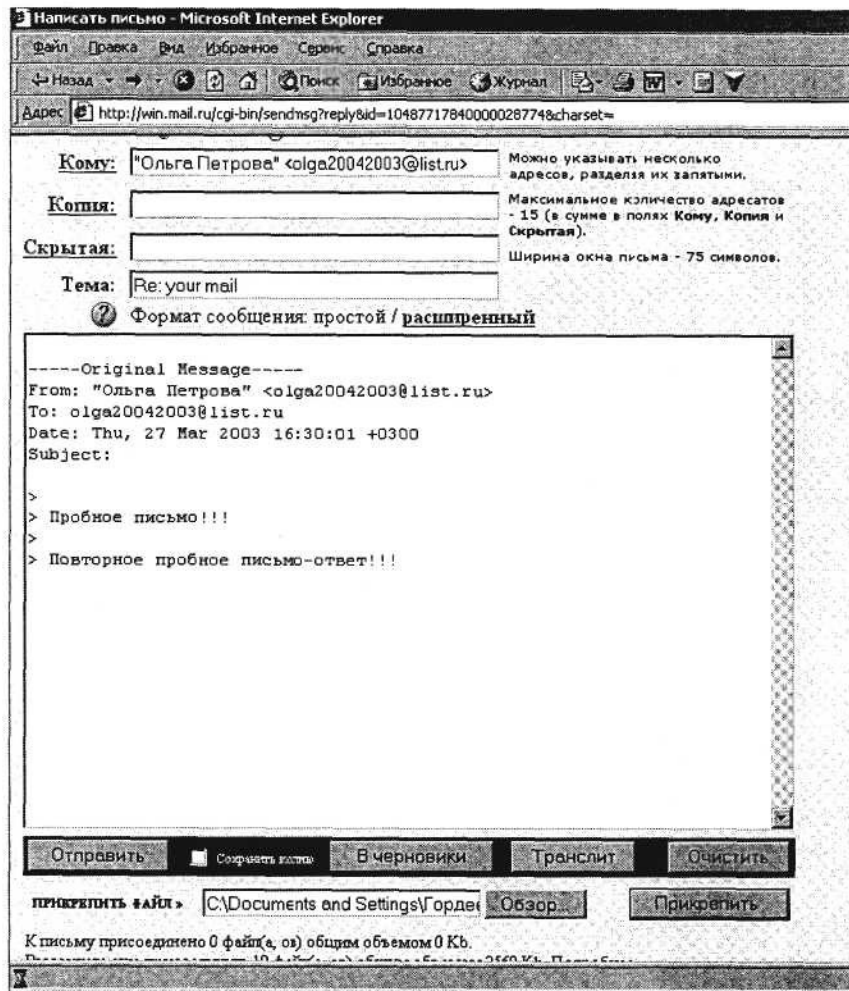 Написать письмо - Microsoft Internet Explorer
Файл Правка Вид Избранное Сервис Справка
Назад Поиск Избранное Журнал
Адрес http://win.mail.ru/cgi-bin/sendmsg?reply&id=10487717840000028774&charset=
Кому: "Ольга Петрова" <olga20042003@list.ru>
Можно указывать несколько адресов, разделяя их запятыми.
Копия:
Максимальное количество адресатов - 15 (в сумме в полях Кому, Копия и Скрытая).
Скрытая:
Ширина окна письма - 75 символов.
Тема: Re: your mail
Формат сообщения: простой / расширенный
-----Original Message-----
From: "Ольга Петрова" <olga20042003@list.ru>
To: olga20042003@list.ru
Date: Thu, 27 Mar 2003 16:30:01 +0300
Subject:
>
> Пробное письмо!!!
>
> Повторное пробное письмо-ответ!!!
Отправить Сохранить копию В черновики Транслит Очистить
ПРИКРЕПИТЬ ФАЙЛ » C:\Documents and Settings\Гордее Обзор... Прикрепить
К письму присоединено 0 файл(а, ов) общим объемом 0 Kb.